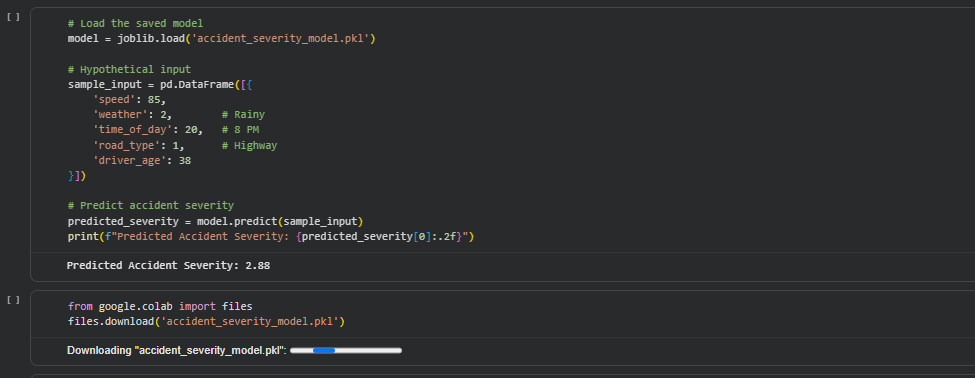 [ ]
# Load the saved model
model = joblib.load('accident_severity_model.pkl')
# Hypothetical input
sample_input = pd.DataFrame([{
    'speed': 85,
    'weather': 2,        # Rainy
    'time_of_day': 20,   # 8 PM
    'road_type': 1,      # Highway
    'driver_age': 38
}])
# Predict accident severity
predicted_severity = model.predict(sample_input)
print(f"Predicted Accident Severity: {predicted_severity[0]:.2f}")
Predicted Accident Severity: 2.88
[ ]
from google.colab import files
files.download('accident_severity_model.pkl')
Downloading "accident_severity_model.pkl":